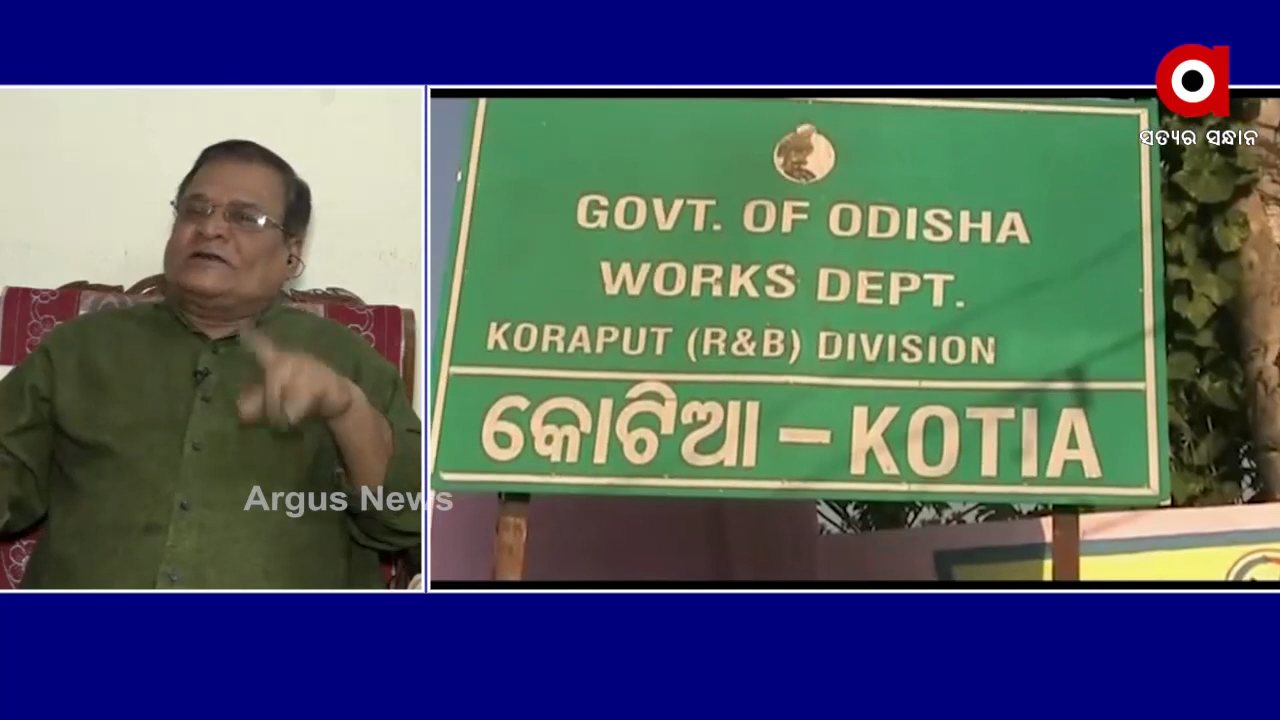 ସତ୍ୟର ସନ୍ଧାନ
GOVT. OF ODISHA
WORKS DEPT.
KORAPUT (R&B) DIVISION
କୋଟିଆ – KOTIA
Argus News